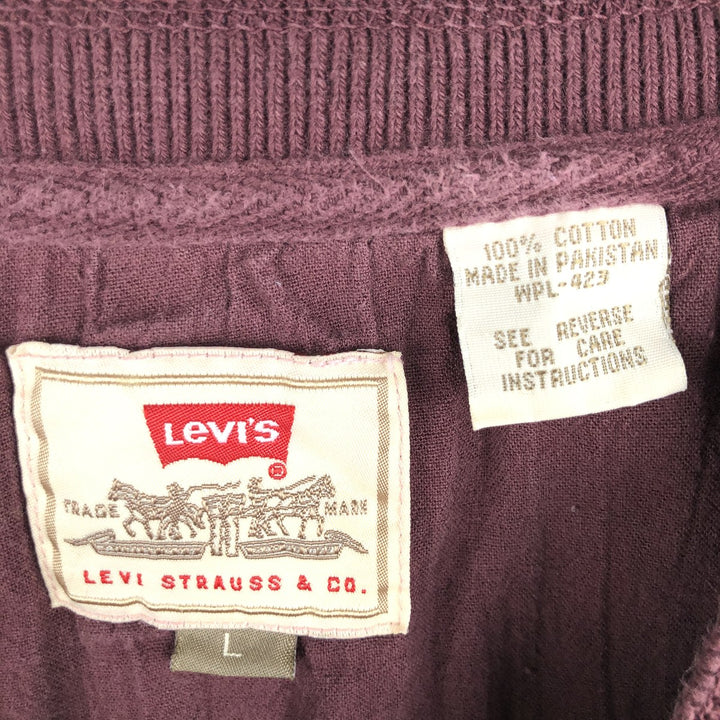 100% COTTON
MADE IN PAKISTAN
WPL-423
SEE REVERSE
FOR CARE
INSTRUCTIONS
Levi's
®
TRADE MARK
LEVI STRAUSS & CO.
L